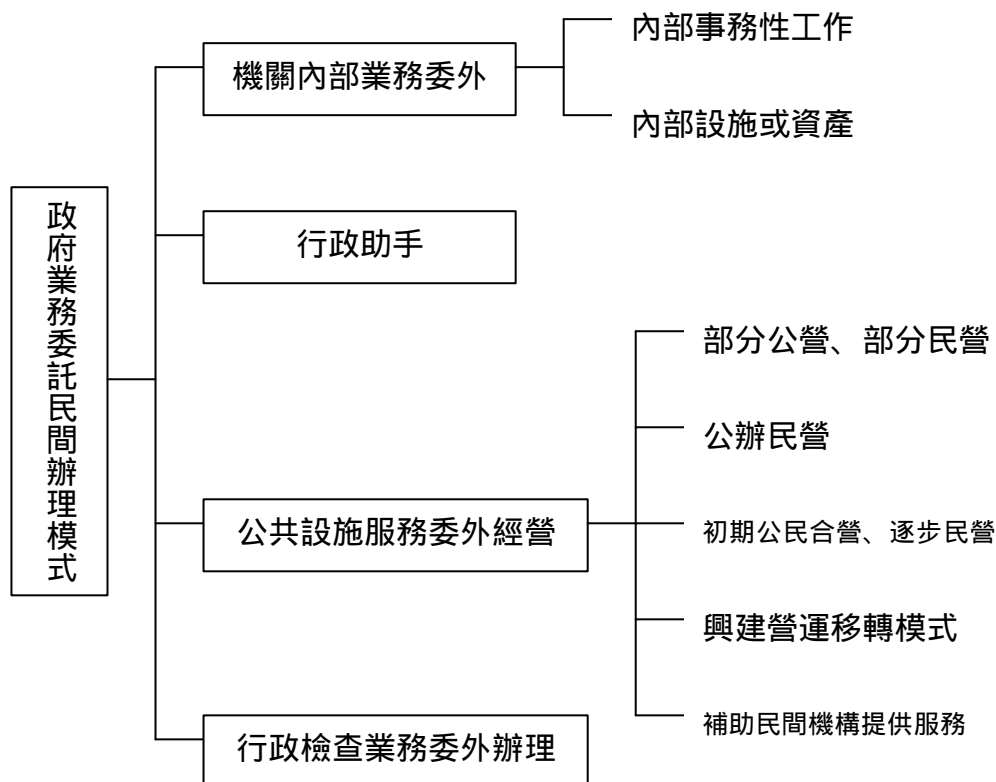 政府業務委託民間辦理模式
機關內部業務委外
內部事務性工作
內部設施或資產
行政助手
公共設施服務委外經營
部分公營、部分民營
公辦民營
初期公民合營、逐步民營
興建營運移轉模式
補助民間機構提供服務
行政檢查業務委外辦理